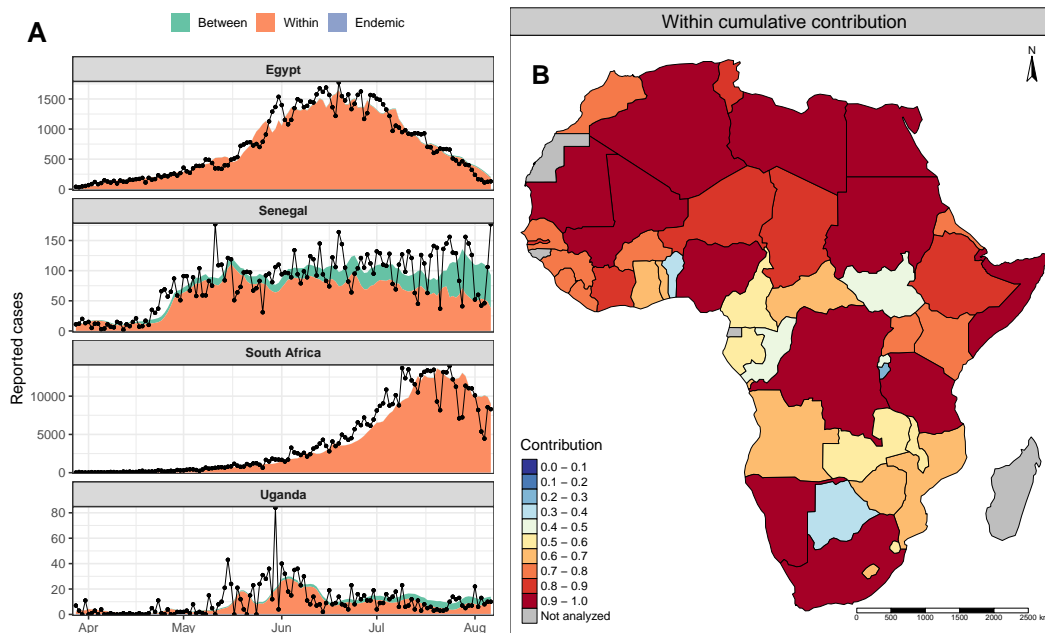 Between Within Endemic
A
Egypt
1500
1000
500
0
Senegal
150
100
50
0
South Africa
10000
5000
0
Uganda
80
60
40
20
0
Apr May Jun Jul Aug
Reported cases
Within cumulative contribution
B
N
Contribution
0.0 − 0.1
0.1 − 0.2
0.2 − 0.3
0.3 − 0.4
0.4 − 0.5
0.5 − 0.6
0.6 − 0.7
0.7 − 0.8
0.8 − 0.9
0.9 − 1.0
Not analyzed
0 500 1000 1500 2000 2500 km